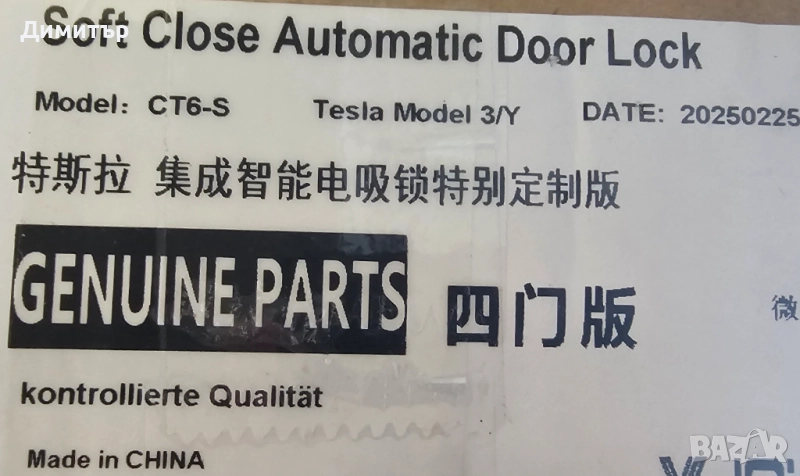 Димитър
Soft Close Automatic Door Lock
Model: CT6-S Tesla Model 3/Y DATE: 20250225
特斯拉 集成智能电吸锁特别定制版
GENUINE PARTS 四门版 微
kontrollierte Qualität
Made in CHINA
BAZAR